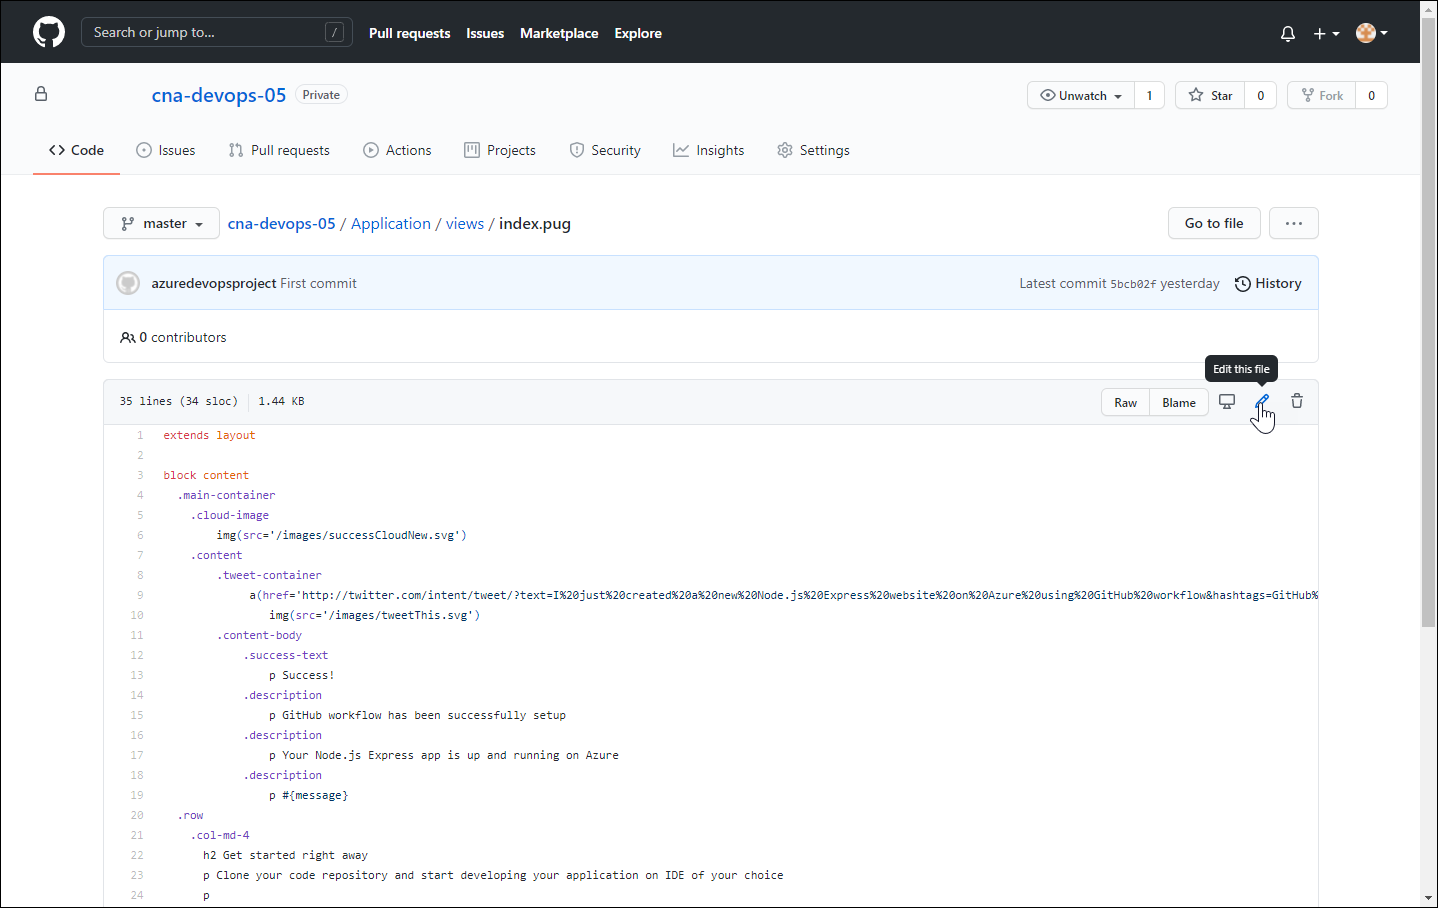 Search or jump to... / Pull requests Issues Marketplace Explore
cna-devops-05 Private Unwatch 1 Star 0 Fork 0
Code Issues Pull requests Actions Projects Security Insights Settings
master cna-devops-05 / Application / views / index.pug Go to file ...
azuredevopsproject First commit Latest commit 5bcb02f yesterday History
0 contributors
Edit this file
35 lines (34 sloc) 1.44 KB Raw Blame
1 extends layout
2
3 block content
4 .main-container
5 .cloud-image
6 img(src='/images/successCloudNew.svg')
7 .content
8 .tweet-container
9 a(href='http://twitter.com/intent/tweet/?text=I%20just%20created%20a%20new%20Node.js%20Express%20website%20on%20Azure%20using%20GitHub%20workflow&hashtags=GitHub%
10 img(src='/images/tweetThis.svg')
11 .content-body
12 .success-text
13 p Success!
14 .description
15 p GitHub workflow has been successfully setup
16 .description
17 p Your Node.js Express app is up and running on Azure
18 .description
19 p #{message}
20 .row
21 .col-md-4
22 h2 Get started right away
23 p Clone your code repository and start developing your application on IDE of your choice
24 p